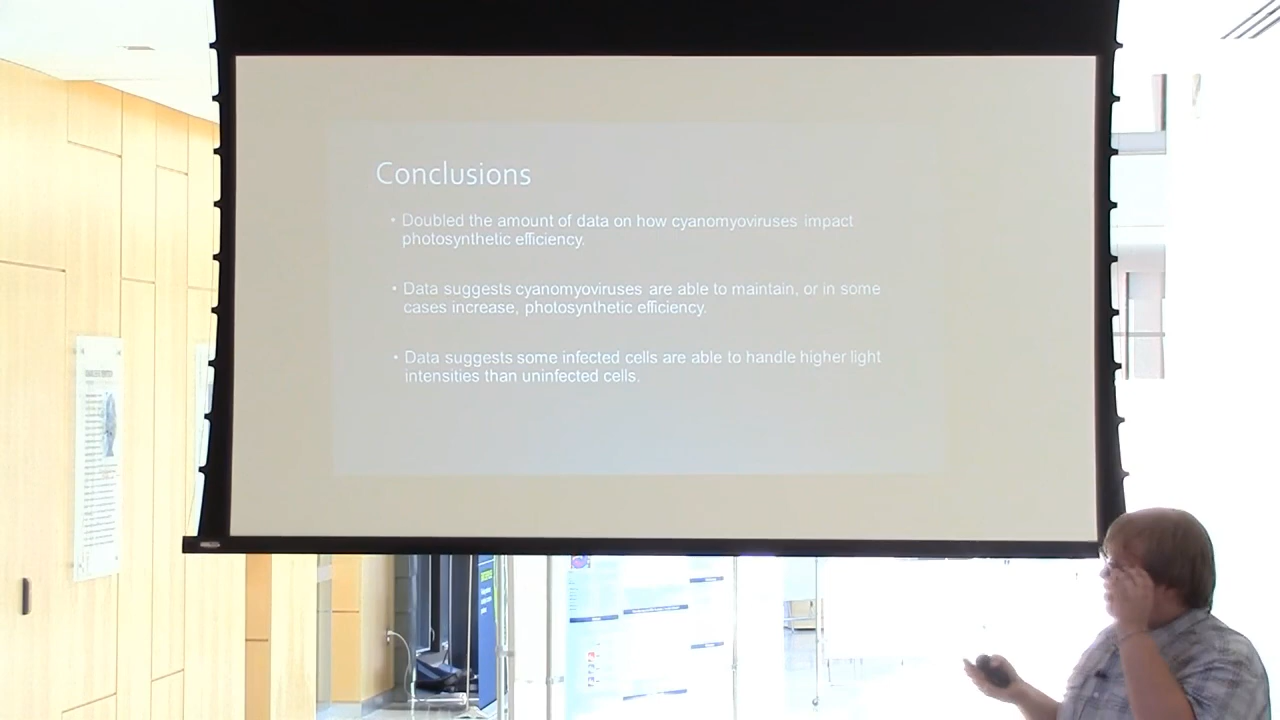 Conclusions
• Doubled the amount of data on how cyanomyoviruses impact
photosynthetic efficiency.
• Data suggests cyanomyoviruses are able to maintain, or in some
cases increase, photosynthetic efficiency.
• Data suggests some infected cells are able to handle higher light
intensities than uninfected cells.